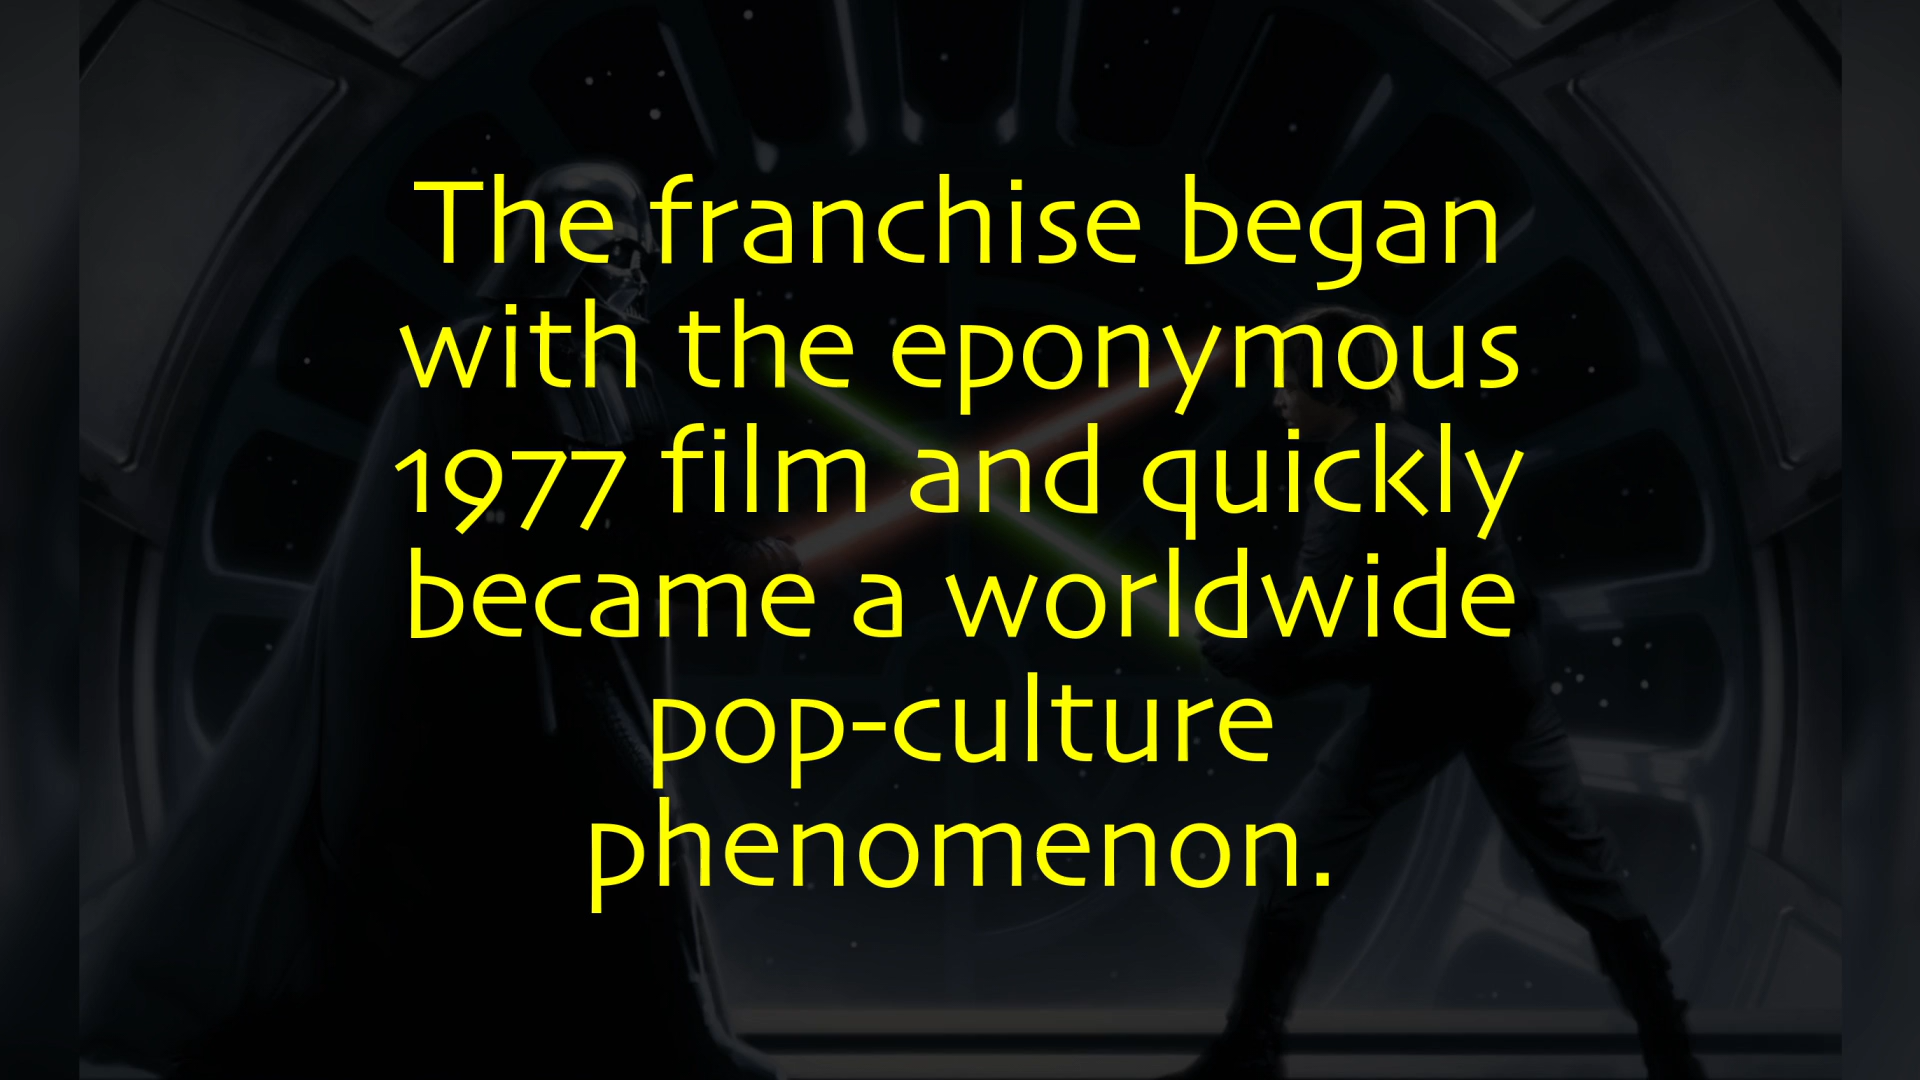 The franchise began
with the eponymous
1977 film and quickly
became a worldwide
pop-culture
phenomenon.